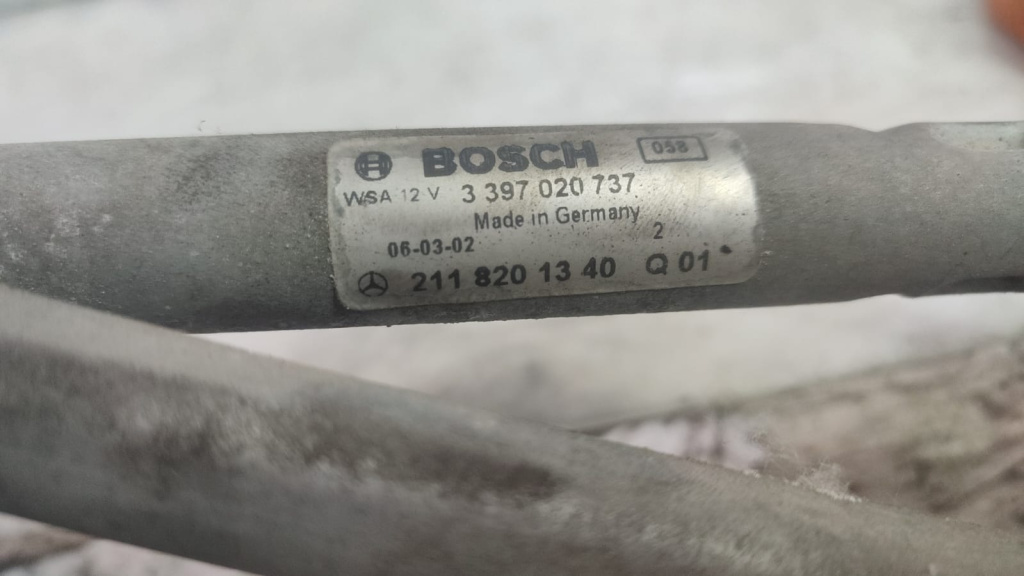 BOSCH 058
WSA 12 V 3 397 020 737
Made in Germany
06-03-02 2
211 820 13 40 Q 01